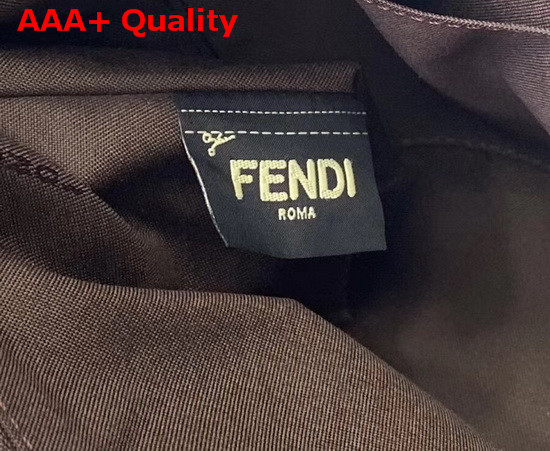 AAA+ Quality
FENDI
ROMA